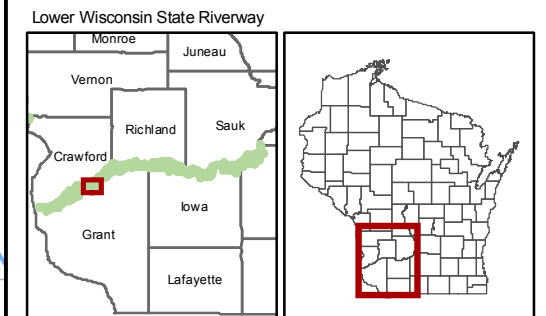 Lower Wisconsin State Riverway
Monroe
Juneau
Vernon
Richland
Sauk
Crawford
Iowa
Grant
Lafayette